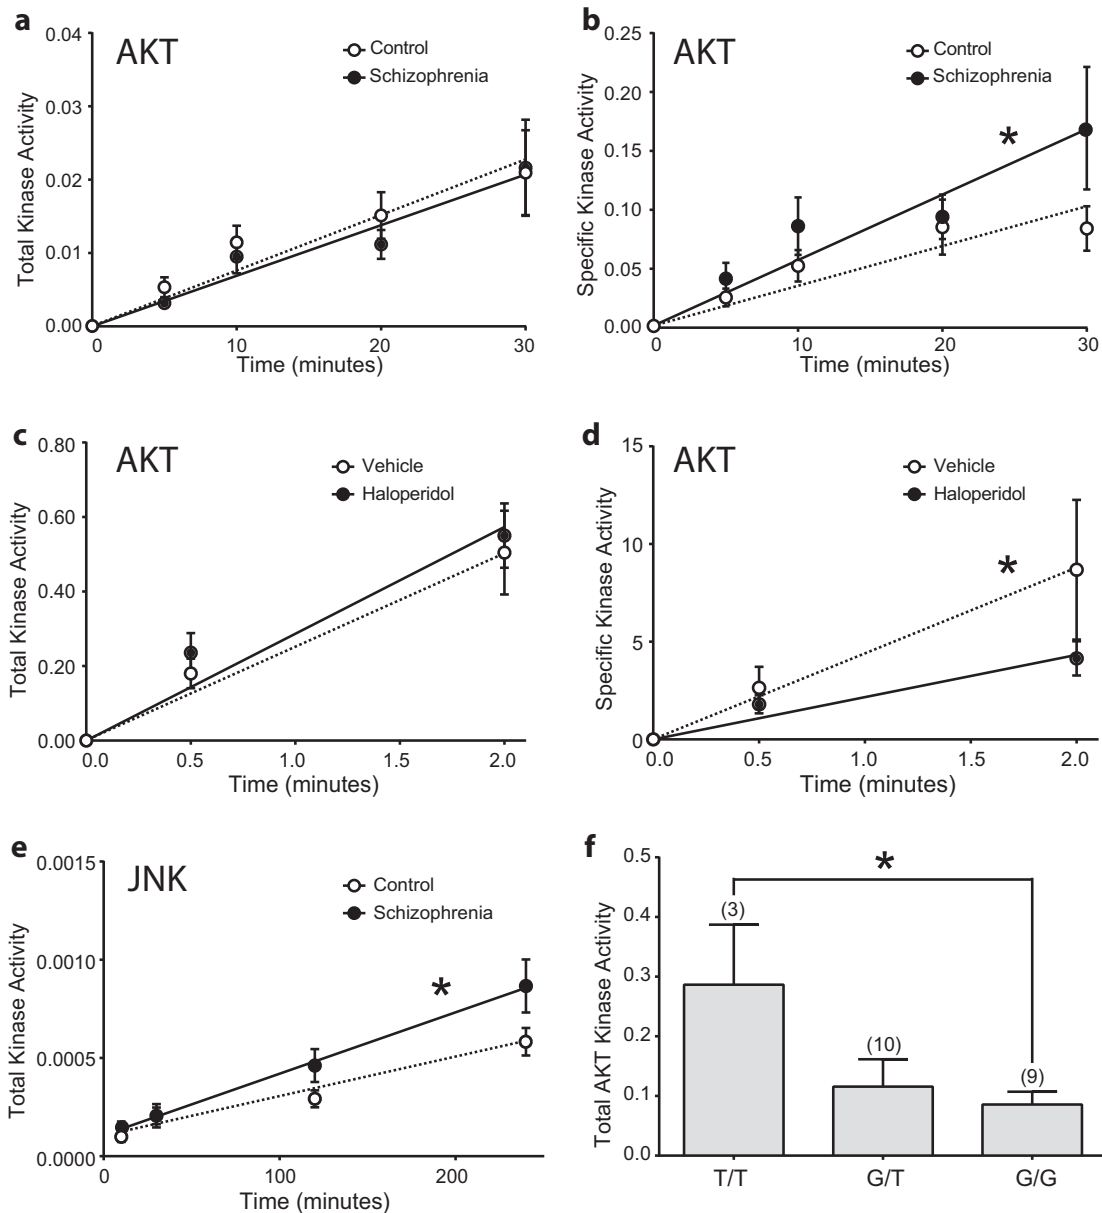 a
AKT
Control
Schizophrenia
0.04
0.03
0.02
0.01
0.00
Total Kinase Activity
0
10
20
30
Time (minutes)
b
AKT
Control
Schizophrenia
*
0.25
0.20
0.15
0.10
0.05
0.00
Specific Kinase Activity
0
10
20
30
Time (minutes)
c
AKT
Vehicle
Haloperidol
0.80
0.60
0.40
0.20
0.00
Total Kinase Activity
0.0
0.5
1.0
1.5
2.0
Time (minutes)
d
AKT
Vehicle
Haloperidol
*
15
10
5
0
Specific Kinase Activity
0.0
0.5
1.0
1.5
2.0
Time (minutes)
e
JNK
Control
Schizophrenia
*
0.0015
0.0010
0.0005
0.0000
Total Kinase Activity
100
200
Time (minutes)
f
*
0.5
0.4
0.3
0.2
0.1
0.0
Total AKT Kinase Activity
(3)
(10)
(9)
T/T
G/T
G/G